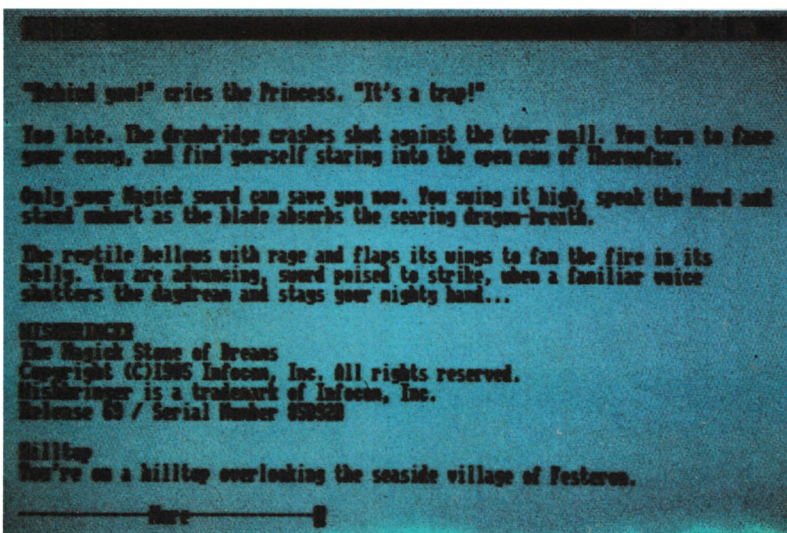 "Behind you!" cries the Princess. "It's a trap!"
Too late. The drawbridge crashes shut against the tower wall. You turn to face
your enemy, and find yourself staring into the open maw of Thermofax.
Only your Magick sword can save you now. You swing it high, speak the Word and
stand unhurt as the blade absorbs the searing dragon-breath.
The reptile bellows with rage and flaps its wings to fan the fire in its
belly. You are advancing, sword poised to strike, when a familiar voice
shatters the daydream and stays your mighty hand...
WISHBRINGER
The Magick Stone of Dreams
Copyright (C)1985 Infocom, Inc. All rights reserved.
Wishbringer is a trademark of Infocom, Inc.
Release / Serial Number
Hilltop
You're on a hilltop overlooking the seaside village of Festeron.
More